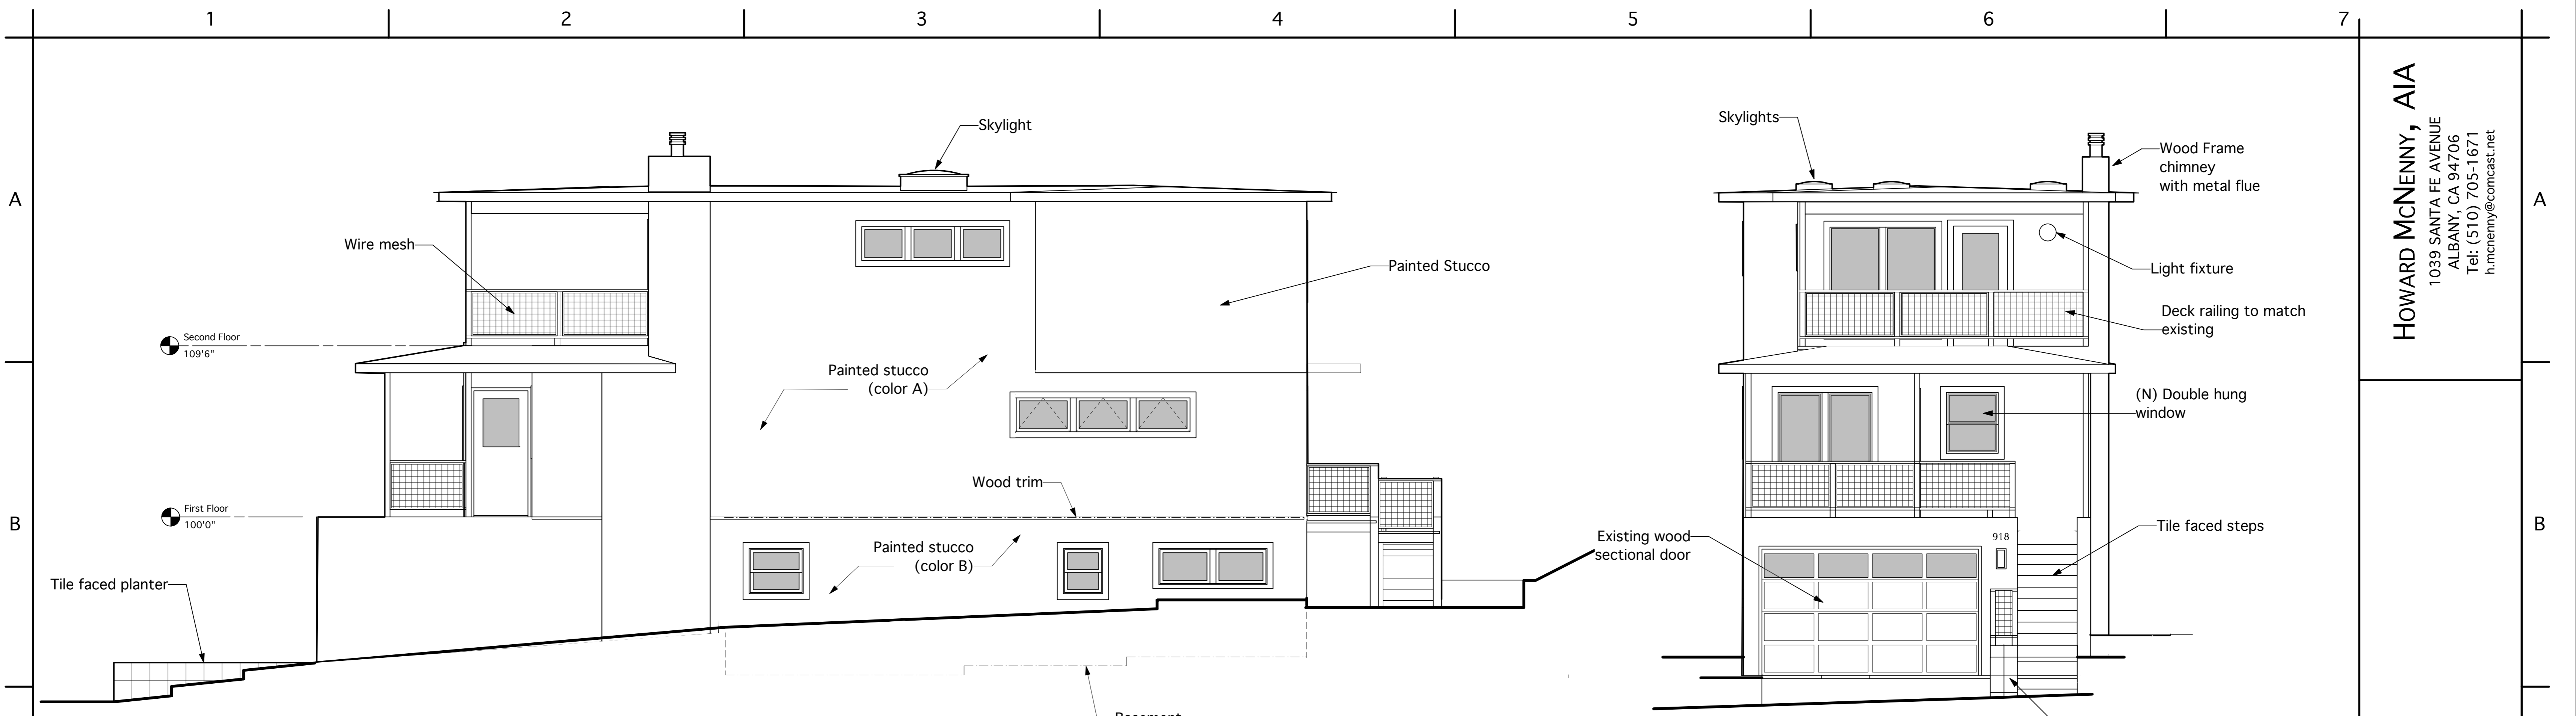 1 2 3 4 5 6 7
A
B
Skylight
Wire mesh
Painted Stucco
Second Floor
109'6"
Painted stucco
(color A)
Wood trim
First Floor
100'0"
Painted stucco
(color B)
Tile faced planter
Basement
Skylights
Wood Frame
chimney
with metal flue
Light fixture
Deck railing to match
existing
(N) Double hung
window
Existing wood
sectional door
918
Tile faced steps
HOWARD MCNENNY, AIA
1039 SANTA FE AVENUE
ALBANY, CA 94706
Tel: (510) 705-1671
h.mcnenny@comcast.net
A
B